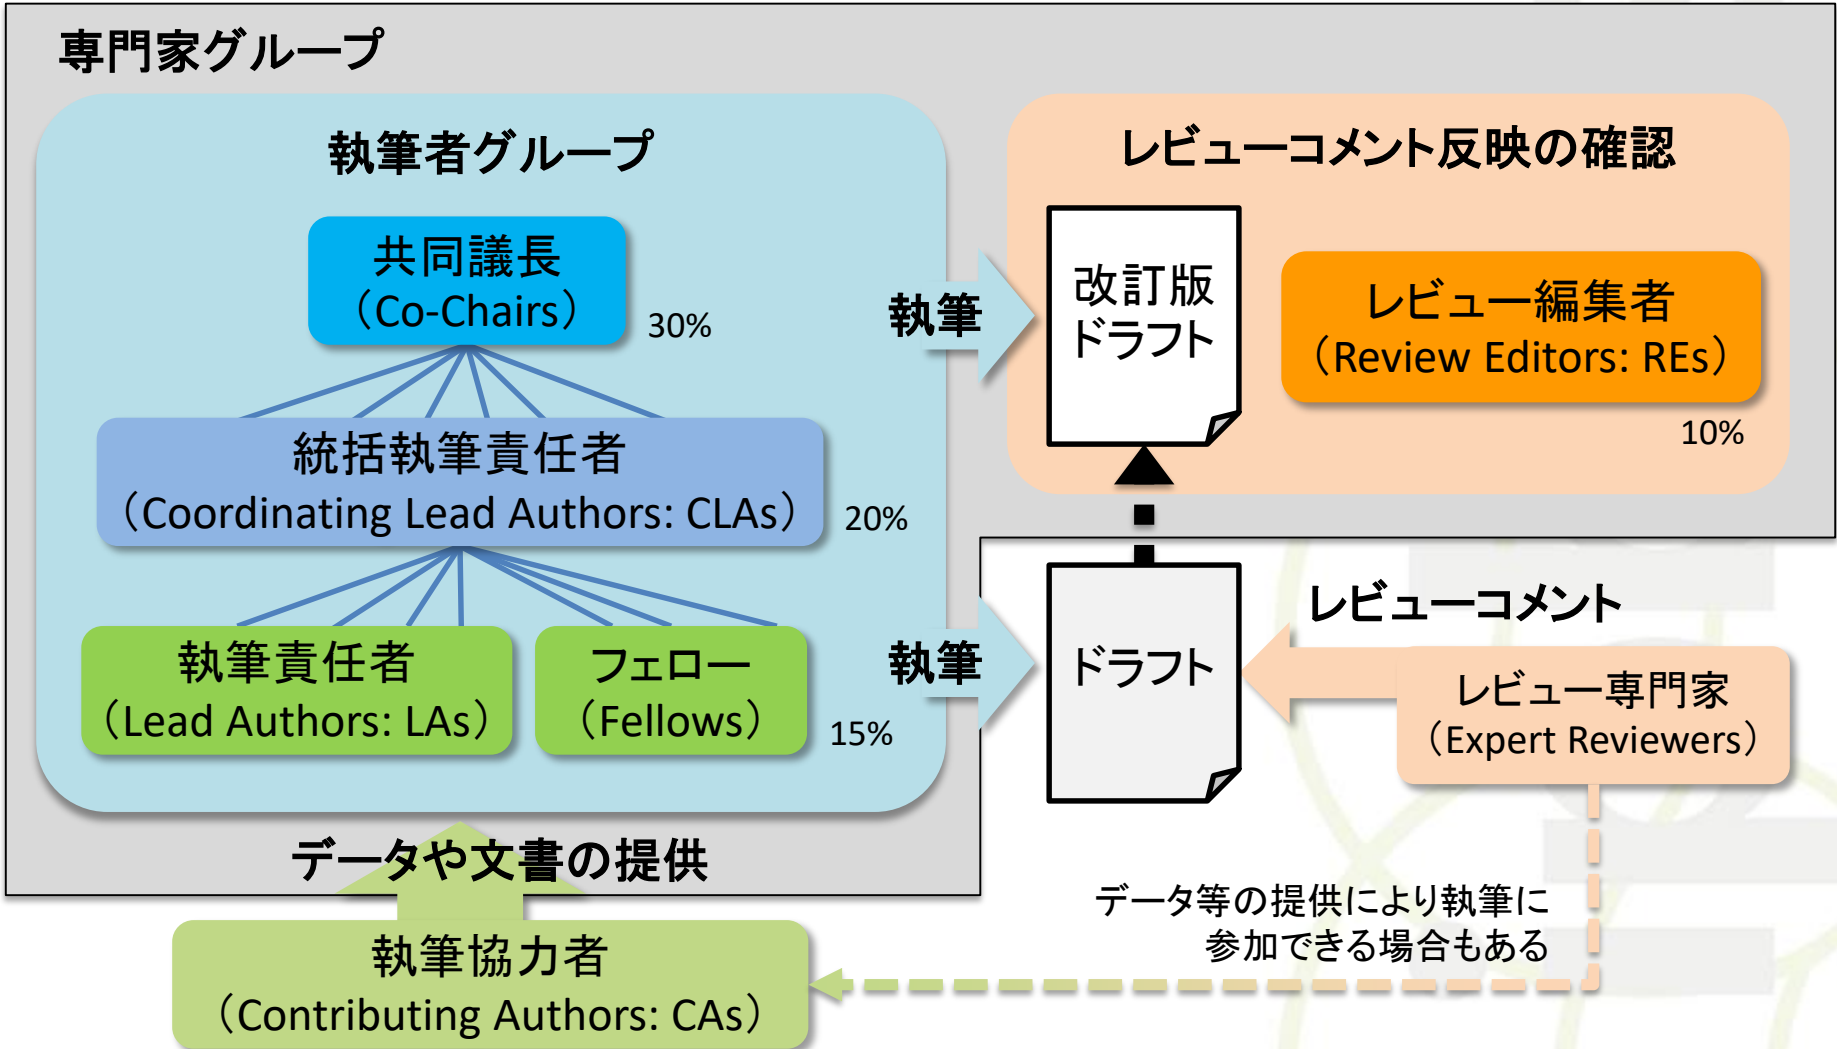 専門家グループ
執筆者グループ
共同議長
（Co-Chairs）
30%
統括執筆責任者
（Coordinating Lead Authors: CLAs）
20%
執筆責任者
（Lead Authors: LAs）
フェロー
（Fellows）
15%
執筆
執筆
レビューコメント反映の確認
改訂版
ドラフト
レビュー編集者
（Review Editors: REs）
10%
ドラフト
レビューコメント
レビュー専門家
（Expert Reviewers）
データや文書の提供
執筆協力者
（Contributing Authors: CAs）
データ等の提供により執筆に
参加できる場合もある